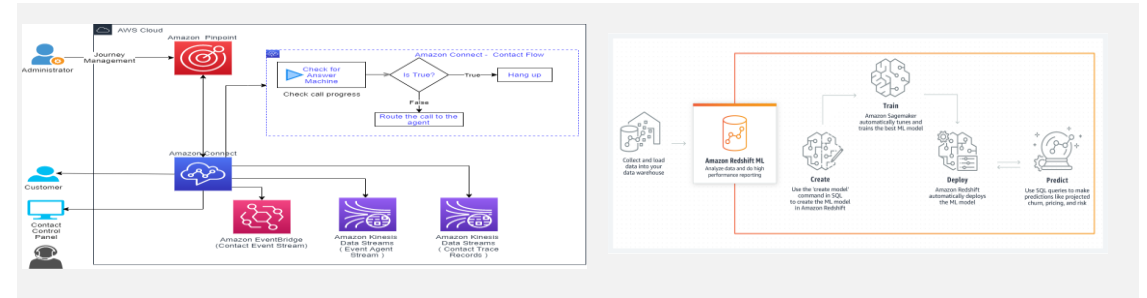 AWS Cloud
Amazon Pinpoint
Journey
Management
Administrator
Amazon Connect - Contact Flow
Check for
Answer
Machine
Is True?
True
Hang up
Check call progress
False
Route the call to the
agent
Amazon Connect
Customer
Contact
Control
Panel
Amazon EventBridge
(Contact Event Stream)
Amazon Kinesis
Data Streams
( Event Agent
Stream )
Amazon Kinesis
Data Streams
( Contact Trace
Records )
Collect and load
data into your
data warehouse
Amazon Redshift ML
Analyze data and do high
performance reporting
Train
Amazon Sagemaker
automatically tunes and
trains the best ML model
Create
Use the 'create model'
command in SQL
to create the ML model
in Amazon Redshift
Deploy
Amazon Redshift
automatically deploys
the ML model
Predict
Use SQL queries to make
predictions like projected
churn, pricing, and risk